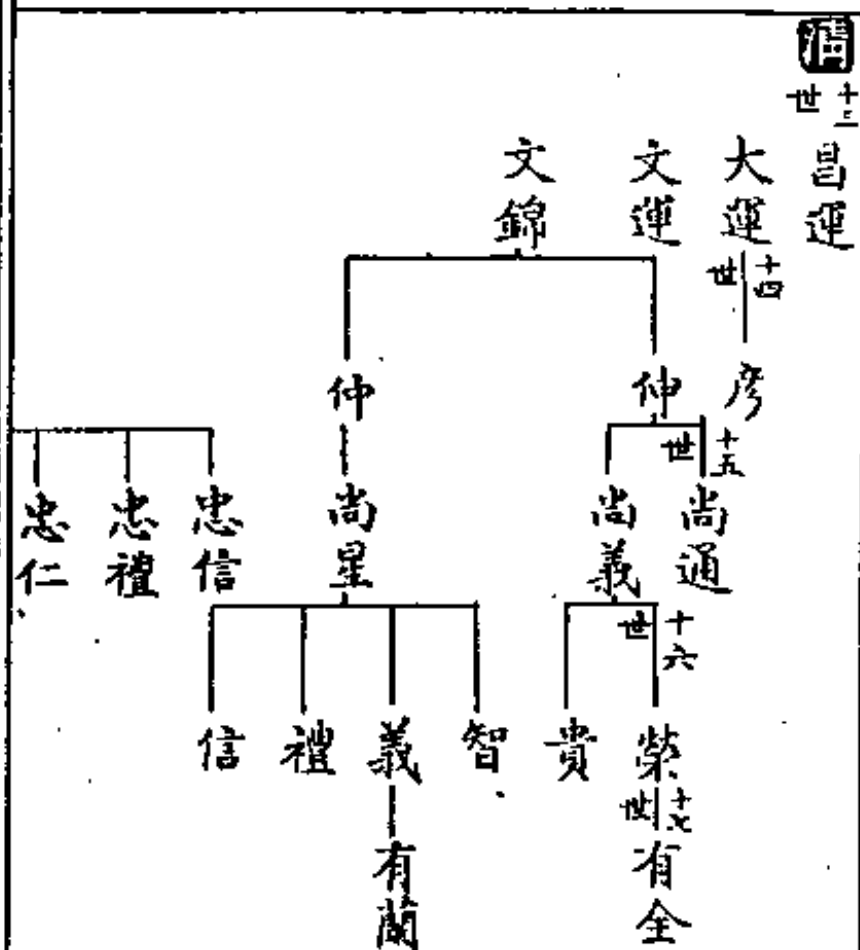 十三世
昌運
大運
文運
文錦
十四世
彥
伸
仲
十五世
尚通
尚義
尚星
忠信
忠禮
忠仁
十六世
榮
貴
智
義
禮
信
十七世
有全
有蘭